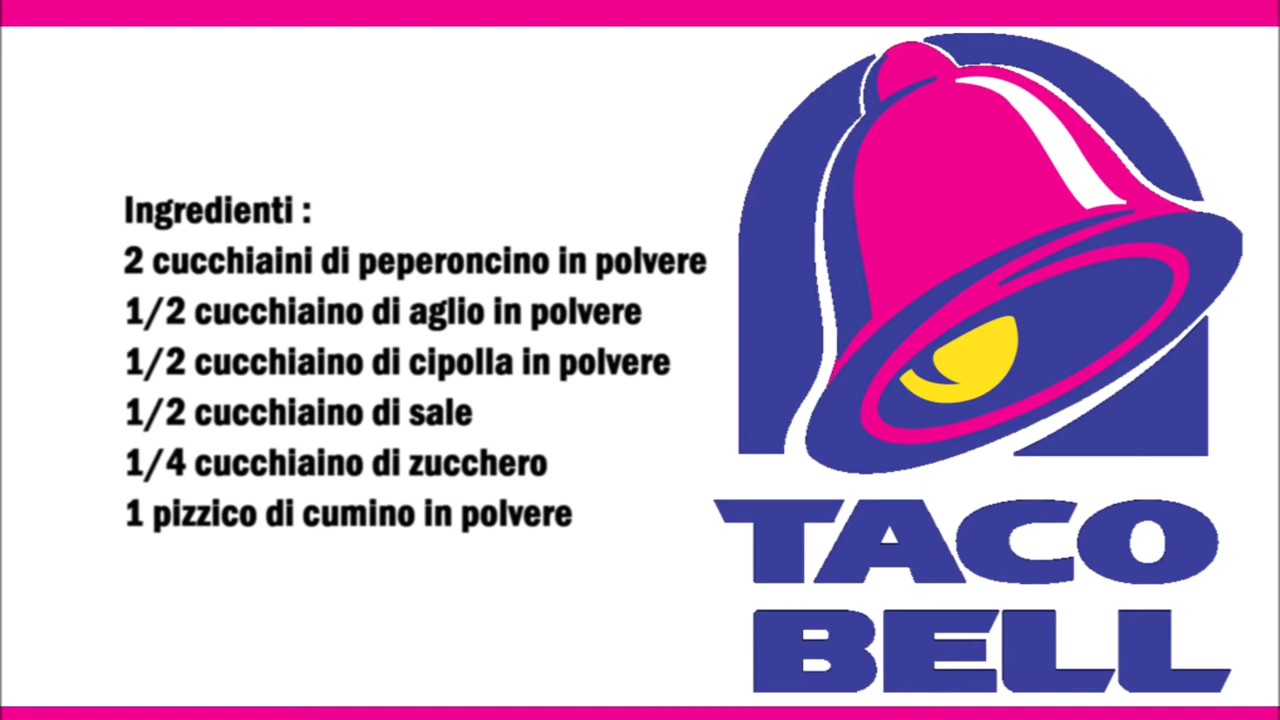 Ingredienti :
2 cucchiaini di peperoncino in polvere
1/2 cucchiaino di aglio in polvere
1/2 cucchiaino di cipolla in polvere
1/2 cucchiaino di sale
1/4 cucchiaino di zucchero
1 pizzico di cumino in polvere
TACO
BELL